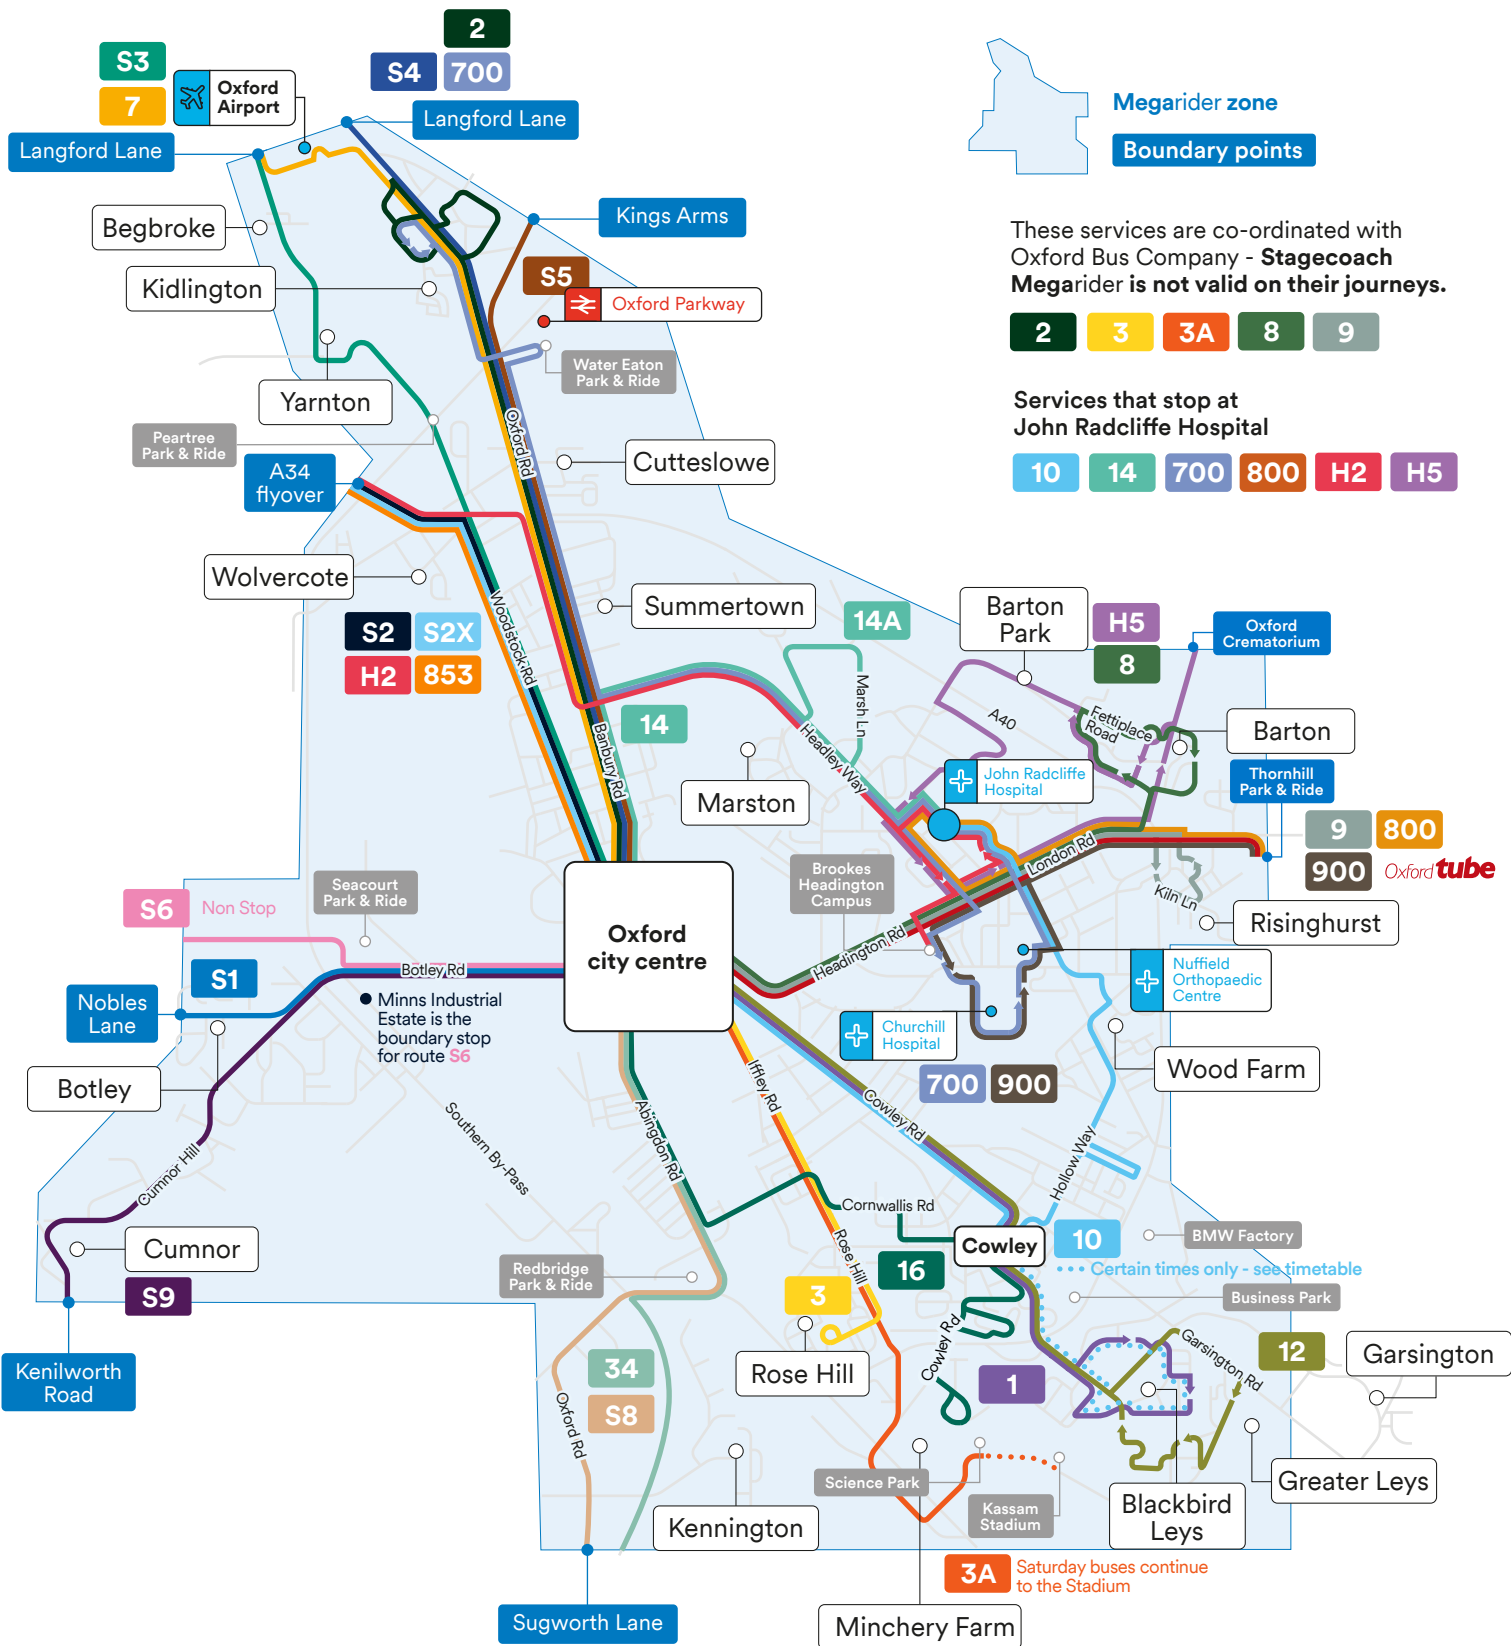 2
S3
S4
700
7
Oxford
Airport
Langford Lane
Langford Lane
Megarider zone
Boundary points
Begbroke
Kings Arms
These services are co-ordinated with
Oxford Bus Company - Stagecoach
Megarider is not valid on their journeys.
Kidlington
S5
Oxford Parkway
2
3
3A
8
9
Water Eaton
Park & Ride
Yarnton
Services that stop at
John Radcliffe Hospital
Peartree
Park & Ride
Oxford Rd
Cutteslowe
10
14
700
800
H2
H5
A34
flyover
Wolvercote
Summertown
14A
Barton
Park
H5
8
Oxford
Crematorium
S2
S2X
H2
853
Woodstock Rd
14
Marsh Ln
A40
Fettiplace
Road
Barton
Banbury Rd
Headley Way
Marston
John Radcliffe
Hospital
Thornhill
Park & Ride
9
800
900
Oxford tube
London Rd
Brookes
Headington
Campus
Kiln Ln
Risinghurst
Seacourt
Park & Ride
S6
Non Stop
Oxford
city centre
Headington Rd
Botley Rd
S1
Nobles
Lane
Minns Industrial
Estate is the
boundary stop
for route S6
Nuffield
Orthopaedic
Centre
Churchill
Hospital
Botley
Wood Farm
700
900
Iffley Rd
Cowley Rd
Abingdon Rd
Southern By-Pass
Hollow Way
Cumnor Hill
Cornwallis Rd
Cumnor
Rose Hill
Cowley
10
BMW Factory
Certain times only - see timetable
Redbridge
Park & Ride
16
S9
3
Business Park
Rose Hill
Cowley Rd
Garsington Rd
12
Garsington
Kenilworth
Road
34
S8
1
Oxford Rd
Science Park
Greater Leys
Kennington
Kassam
Stadium
Blackbird
Leys
3A
Saturday buses continue
to the Stadium
Sugworth Lane
Minchery Farm